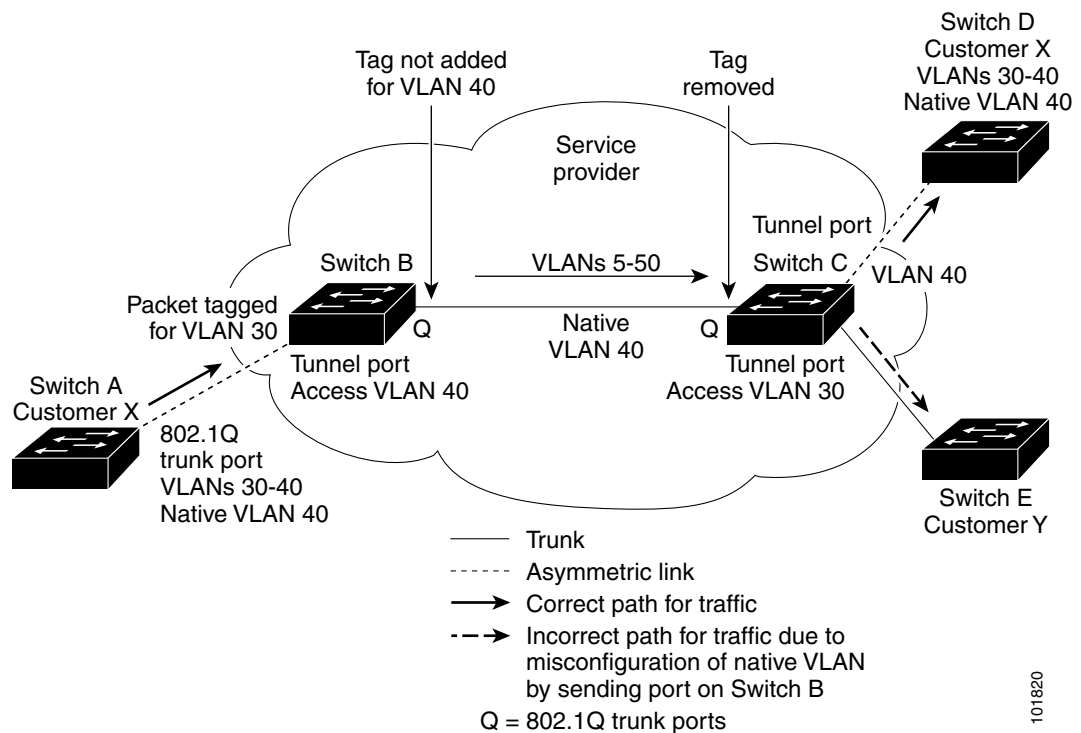 Switch D
Customer X
VLANs 30-40
Native VLAN 40
Tag not added
for VLAN 40
Tag
removed
Service
provider
Tunnel port
VLAN 40
Switch B
VLANs 5-50
Switch C
Packet tagged
for VLAN 30
Q
Native
VLAN 40
Q
Tunnel port
Access VLAN 40
Tunnel port
Access VLAN 30
Switch A
Customer X
802.1Q
trunk port
VLANs 30-40
Native VLAN 40
Switch E
Customer Y
Trunk
Asymmetric link
Correct path for traffic
Incorrect path for traffic due to
misconfiguration of native VLAN
by sending port on Switch B
Q = 802.1Q trunk ports
101820